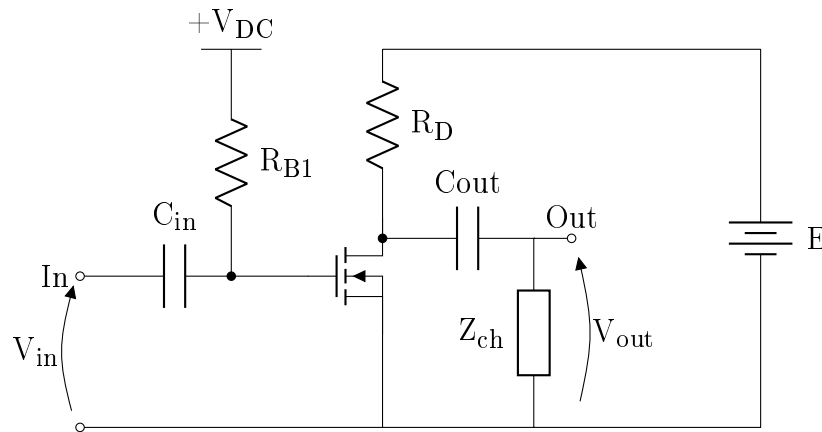 +V_DC
R_D
R_B1
C_in
Cout
Out
E
In
Z_ch
V_out
V_in